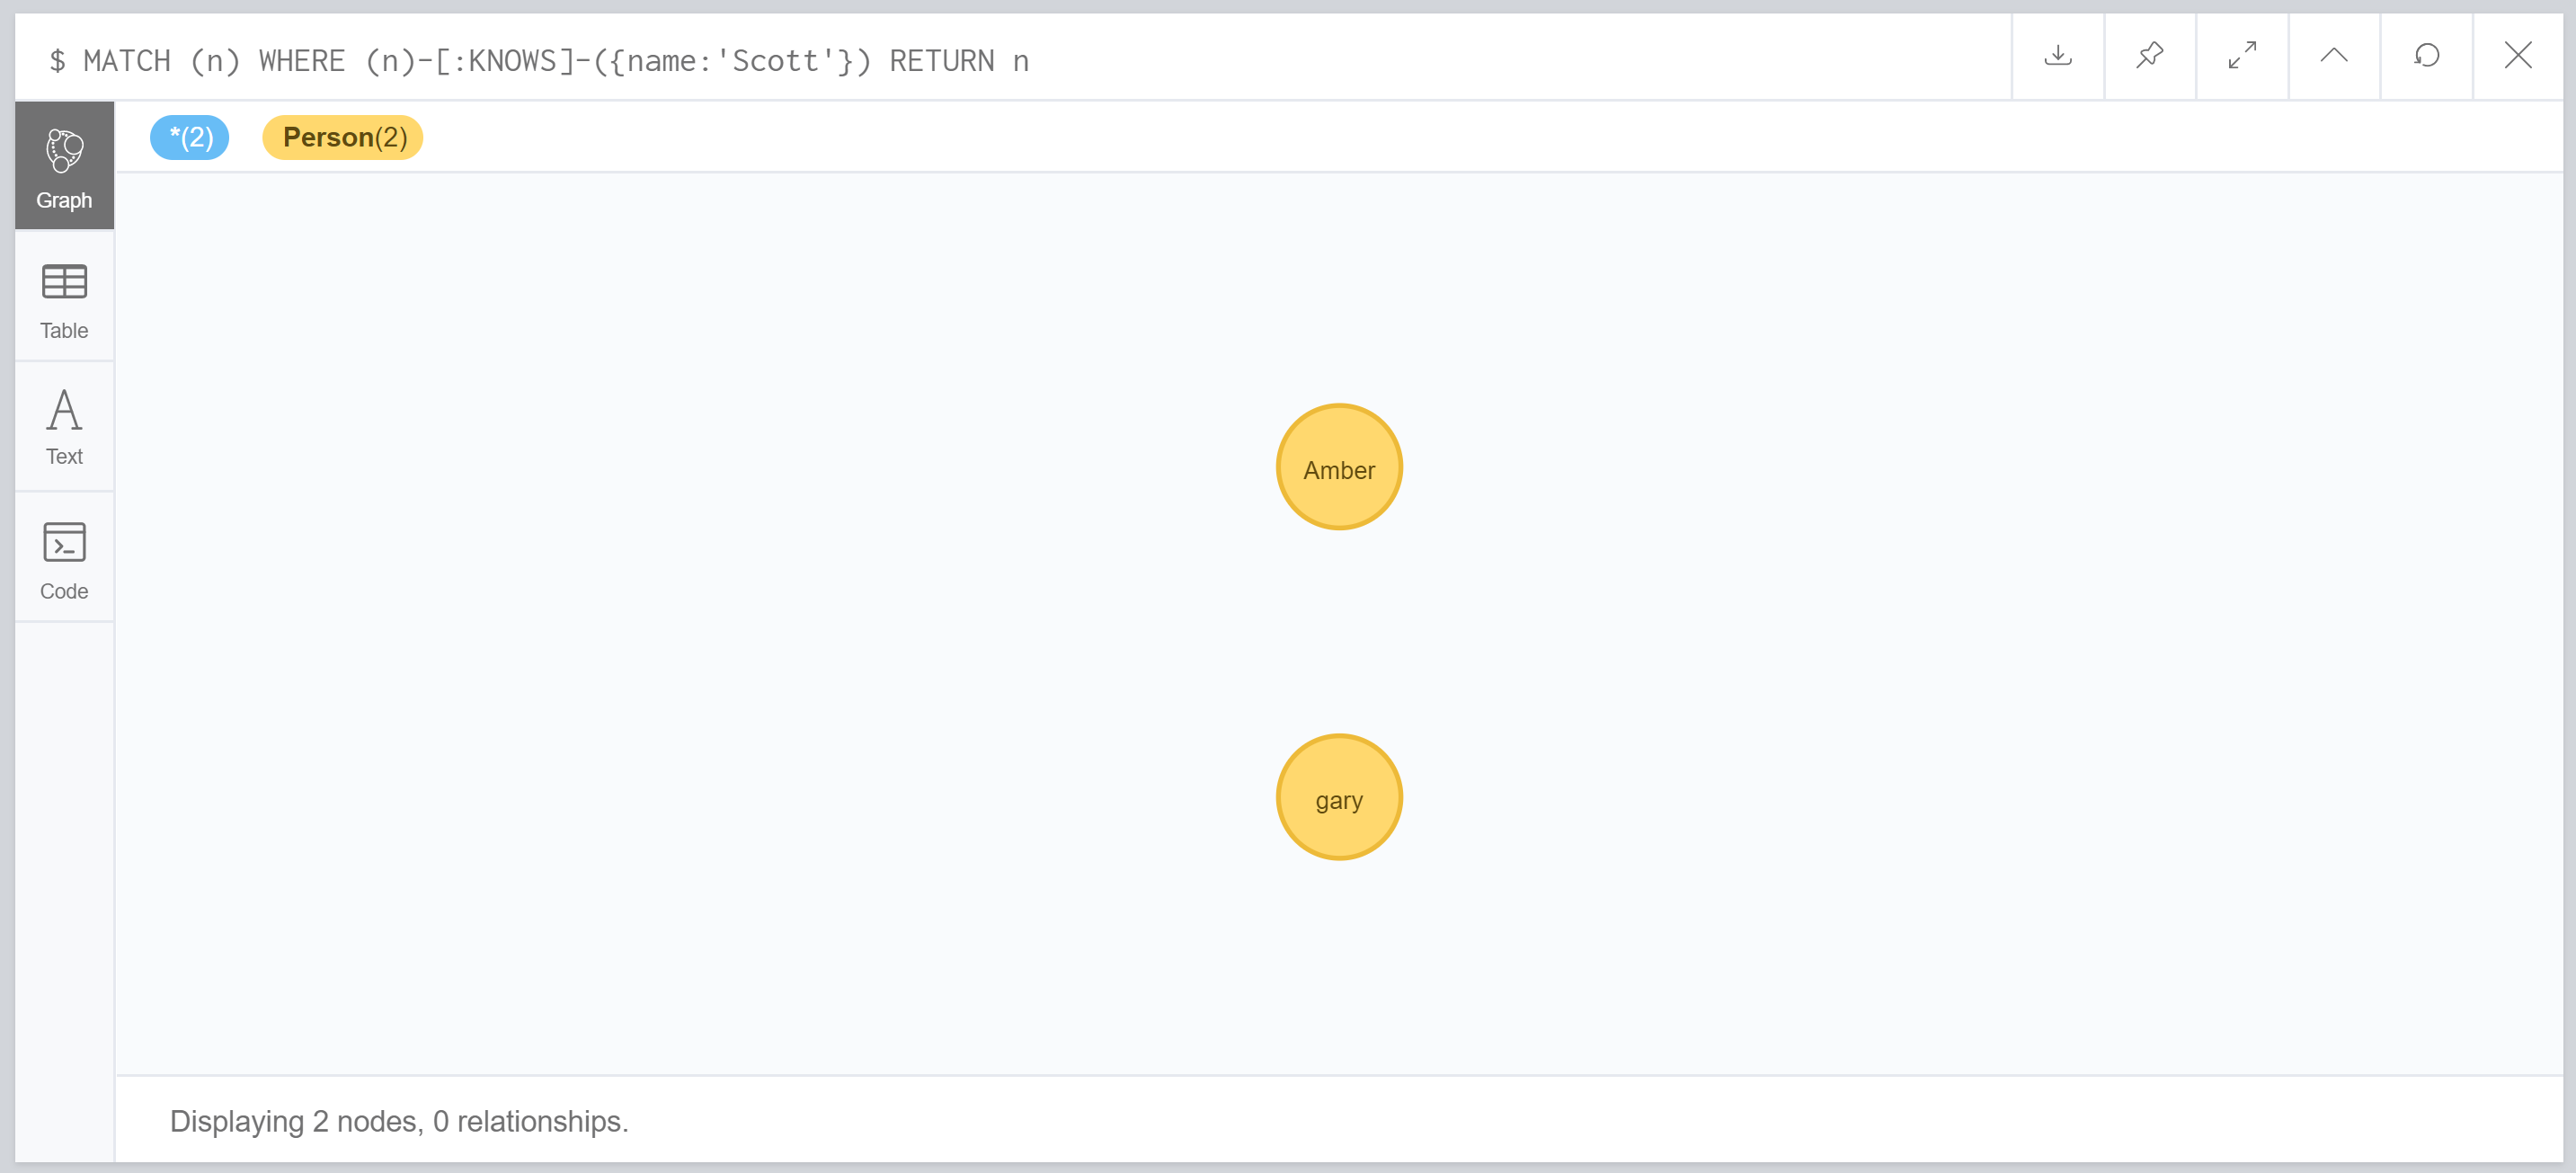 $ MATCH (n) WHERE (n)-[:KNOWS]-({name:'Scott'}) RETURN n
*(2) Person(2)
Graph
Table
Text
Code
Amber
gary
Displaying 2 nodes, 0 relationships.